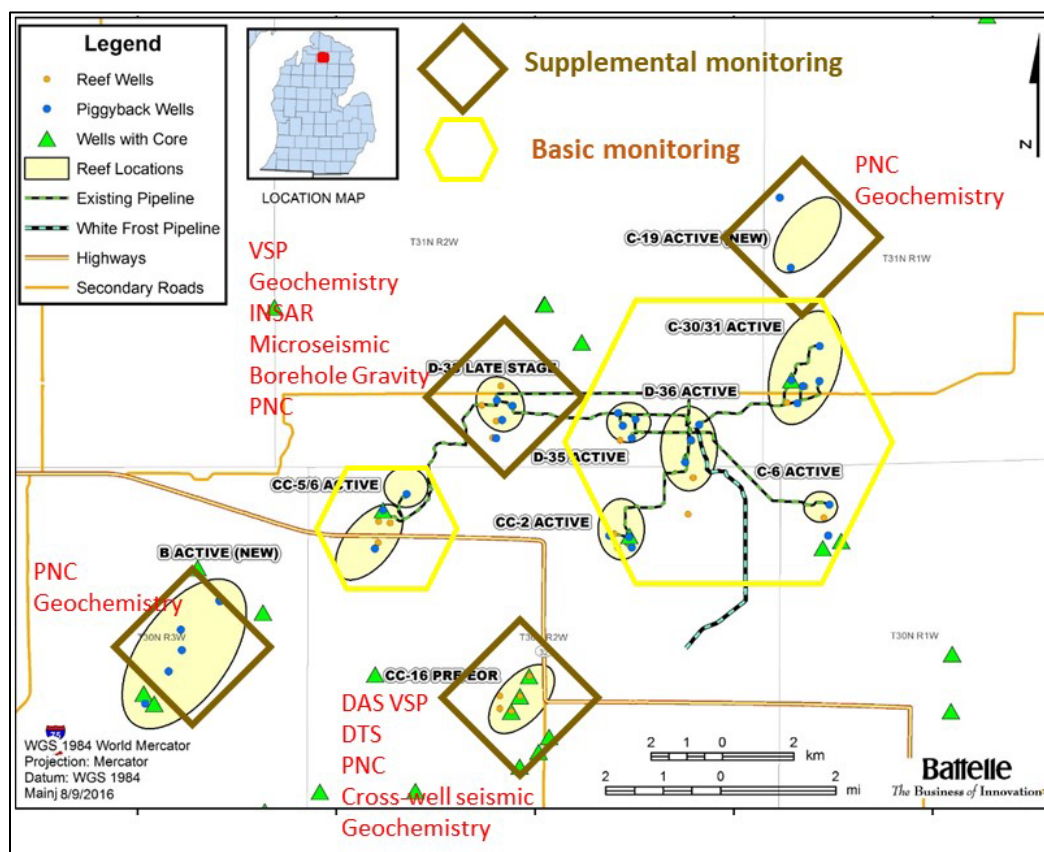 Legend
Reef Wells
Piggyback Wells
Wells with Core
Reef Locations
Existing Pipeline
White Frost Pipeline
Highways
Secondary Roads
LOCATION MAP
Supplemental monitoring
Basic monitoring
N
PNC
Geochemistry
C-19 ACTIVE (NEW)
T31N R2W
T31N R1W
VSP
Geochemistry
INSAR
Microseismic
Borehole Gravity
PNC
C-30/31 ACTIVE
D-33 LATE STAGE
D-36 ACTIVE
D-35 ACTIVE
C-6 ACTIVE
CC-5/6 ACTIVE
CC-2 ACTIVE
B ACTIVE (NEW)
PNC
Geochemistry
T30N R3W
T30N R2W
T30N R1W
CC-16 PRE-EOR
DAS VSP
DTS
PNC
Cross-well seismic
Geochemistry
75
WGS 1984 World Mercator
Projection: Mercator
Datum: WGS 1984
Mainj 8/9/2016
2 1 0 2
km
2 1 0 2
mi
Battelle
The Business of Innovation